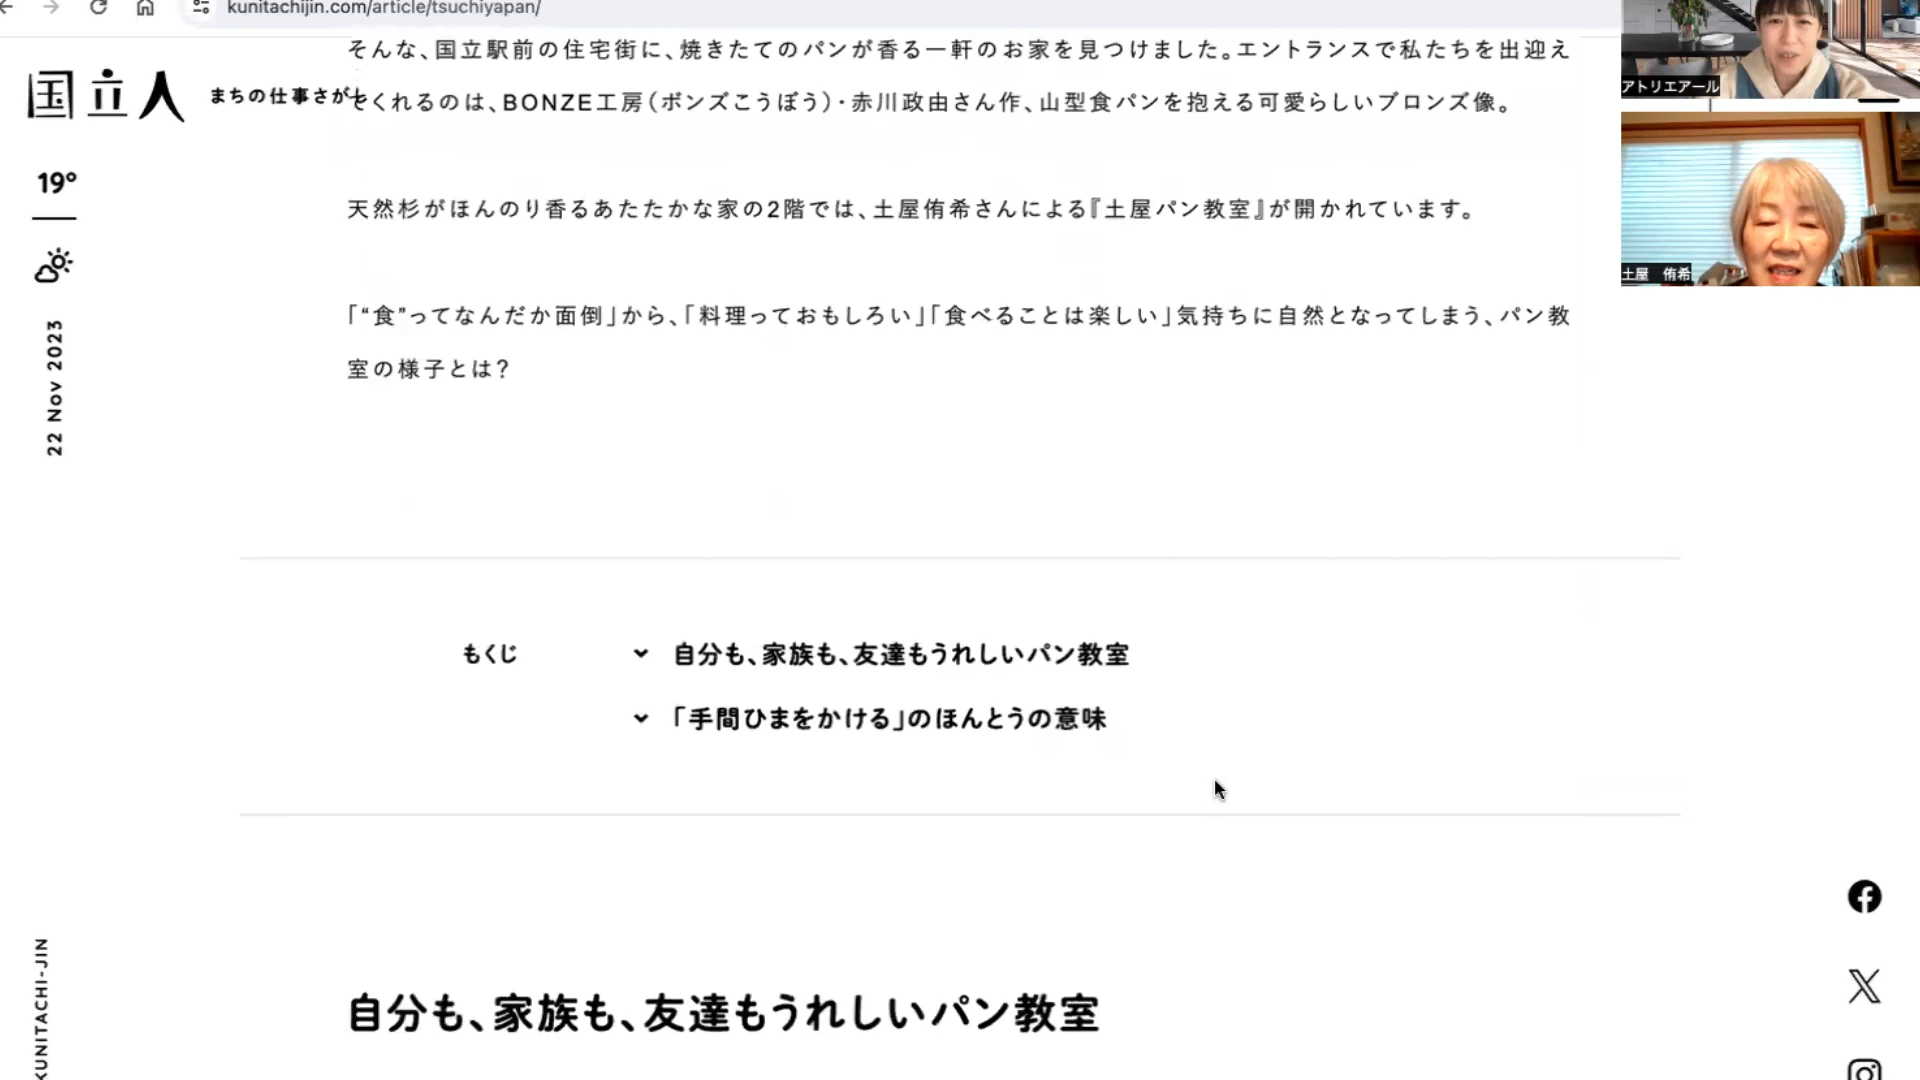 kunitachijin.com/article/tsuchiyapan/
そんな、国立駅前の住宅街に、焼きたてのパンが香る一軒のお家を見つけました。エントランスで私たちを出迎え
国立人
まちの仕事さがし
てくれるのは、BONZE工房（ボンズこうぼう）・赤川政由さん作、山型食パンを抱える可愛らしいブロンズ像。
アトリエアール
19°
天然杉がほんのり香るあたたかな家の2階では、土屋侑希さんによる『土屋パン教室』が開かれています。
土屋　侑希
「“食”ってなんだか面倒」から、「料理っておもしろい」「食べることは楽しい」気持ちに自然となってしまう、パン教
室の様子とは？
22 Nov 2023
もくじ
自分も、家族も、友達もうれしいパン教室
「手間ひまをかける」のほんとうの意味
自分も、家族も、友達もうれしいパン教室
KUNITACHI-JIN